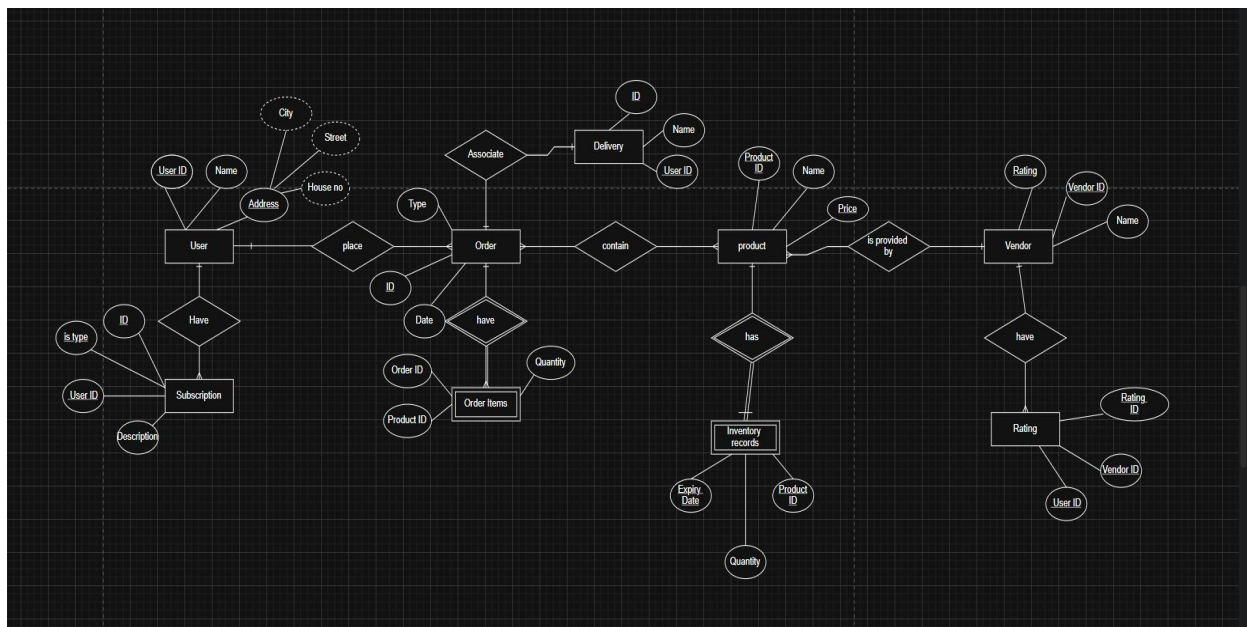 City
ID
Street
Name
Associate
Delivery
User ID
Name
House no
Product
ID
Name
User ID
Rating
Vendor ID
Address
Type
Price
Name
User
place
Order
contain
product
is provided
by
Vendor
ID
Have
ID
Date
have
has
have
is type
Order ID
Quantity
User ID
Subscription
Order Items
Rating
ID
Product ID
Description
Inventory
records
Rating
Vendor ID
Expiry
Date
Product
ID
User ID
Quantity